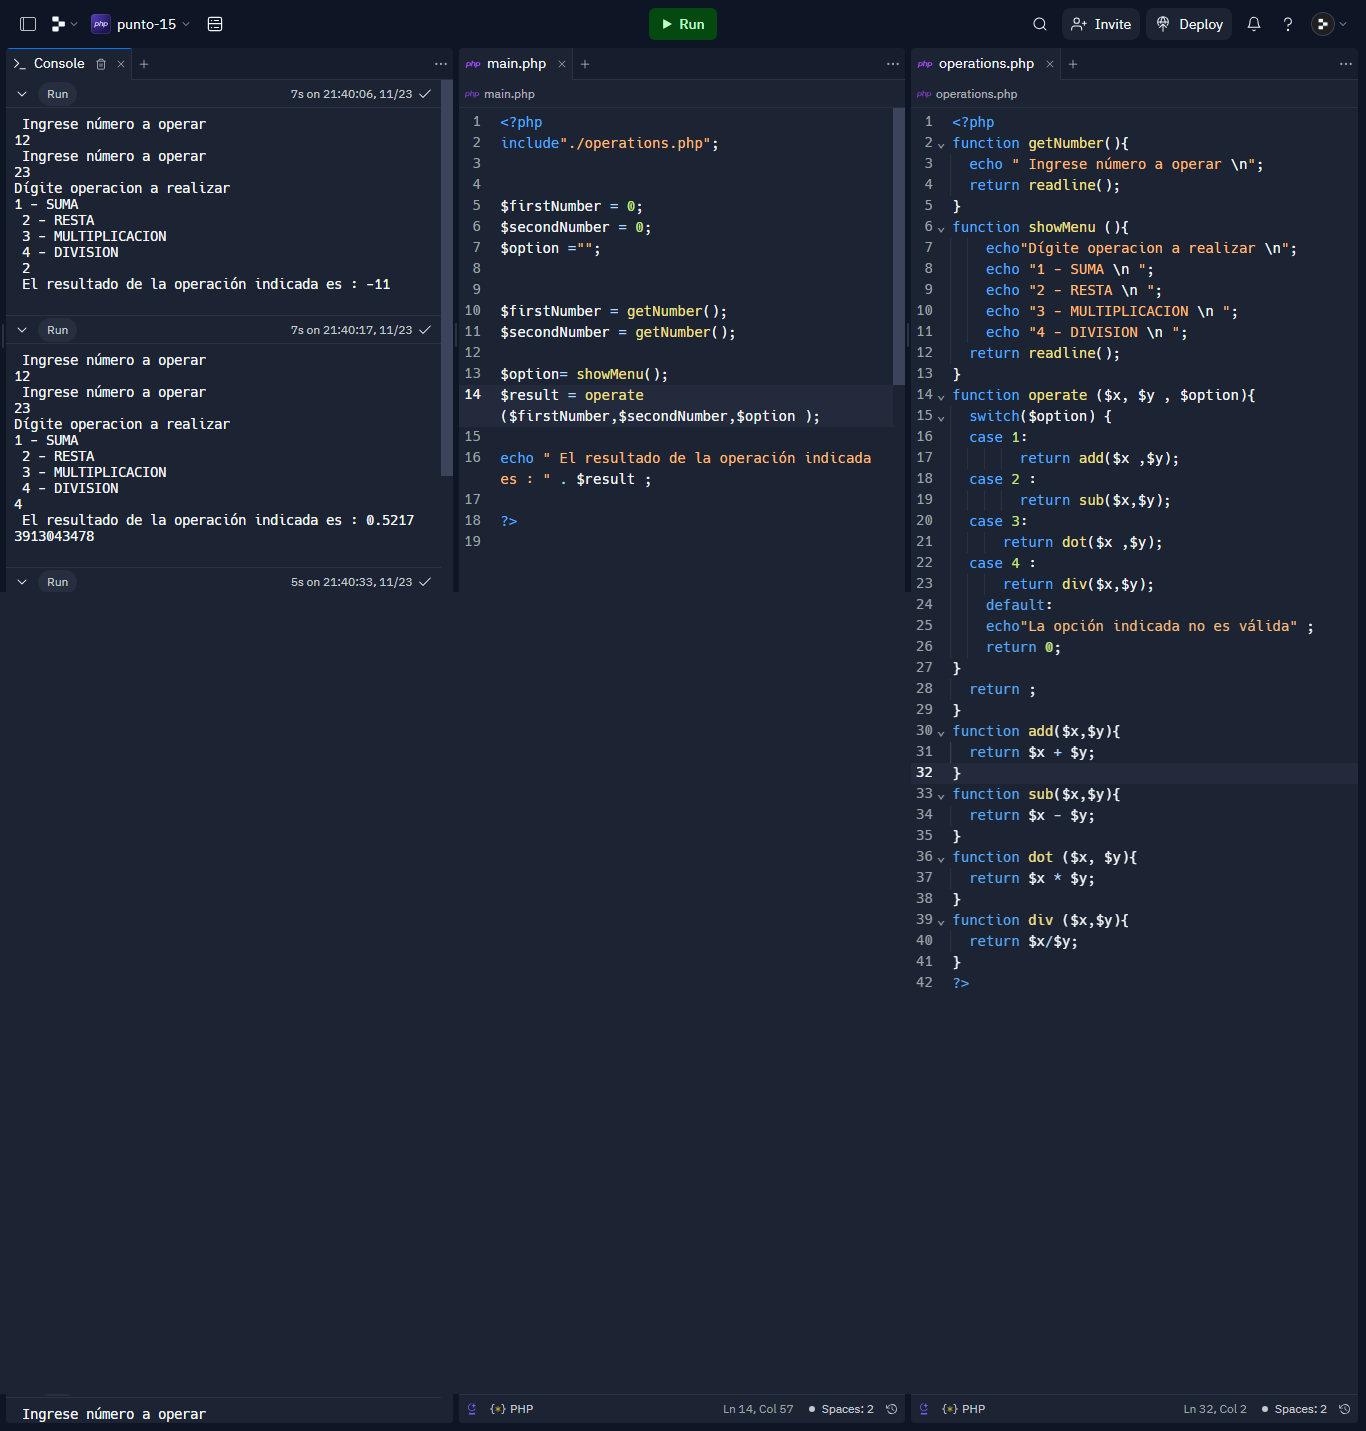 php punto-15
Run
Invite
Deploy
Console
Run
7s on 21:40:06, 11/23
Ingrese número a operar
12
Ingrese número a operar
23
Dígite operacion a realizar
1 - SUMA
2 - RESTA
3 - MULTIPLICACION
4 - DIVISION
2
El resultado de la operación indicada es : -11
Run
7s on 21:40:17, 11/23
Ingrese número a operar
12
Ingrese número a operar
23
Dígite operacion a realizar
1 - SUMA
2 - RESTA
3 - MULTIPLICACION
4 - DIVISION
4
El resultado de la operación indicada es : 0.5217
3913043478
Run
5s on 21:40:33, 11/23
Ingrese número a operar
php main.php
php main.php
1 <?php
2 include"./operations.php";
3
4
5 $firstNumber = 0;
6 $secondNumber = 0;
7 $option ="";
8
9
10 $firstNumber = getNumber();
11 $secondNumber = getNumber();
12
13 $option= showMenu();
14 $result = operate
($firstNumber,$secondNumber,$option );
15
16 echo " El resultado de la operación indicada
es : " . $result ;
17
18 ?>
19
{*} PHP
Ln 14, Col 57
Spaces: 2
php operations.php
php operations.php
1 <?php
2 function getNumber(){
3 echo " Ingrese número a operar \n";
4 return readline();
5 }
6 function showMenu (){
7 echo"Dígite operacion a realizar \n";
8 echo "1 - SUMA \n ";
9 echo "2 - RESTA \n ";
10 echo "3 - MULTIPLICACION \n ";
11 echo "4 - DIVISION \n ";
12 return readline();
13 }
14 function operate ($x, $y , $option){
15 switch($option) {
16 case 1:
17 return add($x ,$y);
18 case 2 :
19 return sub($x,$y);
20 case 3:
21 return dot($x ,$y);
22 case 4 :
23 return div($x,$y);
24 default:
25 echo"La opción indicada no es válida" ;
26 return 0;
27 }
28 return ;
29 }
30 function add($x,$y){
31 return $x + $y;
32 }
33 function sub($x,$y){
34 return $x - $y;
35 }
36 function dot ($x, $y){
37 return $x * $y;
38 }
39 function div ($x,$y){
40 return $x/$y;
41 }
42 ?>
{*} PHP
Ln 32, Col 2
Spaces: 2